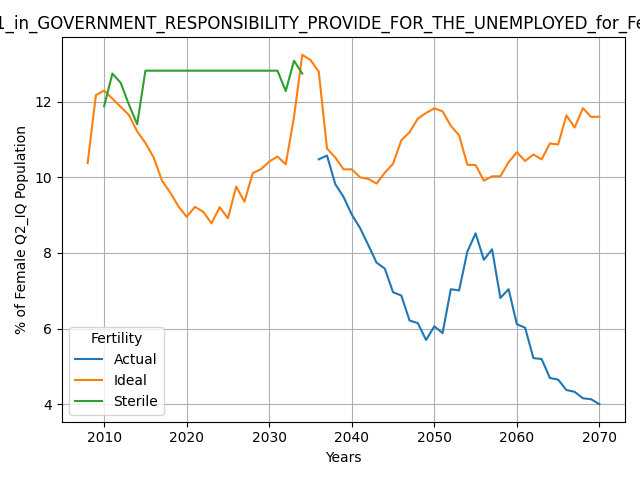 1_in_GOVERNMENT_RESPONSIBILITY_PROVIDE_FOR_THE_UNEMPLOYED_for_Fe
% of Female Q2_IQ Population
12
10
8
6
4
Fertility
Actual
Ideal
Sterile
2010 2020 2030 2040 2050 2060 2070
Years